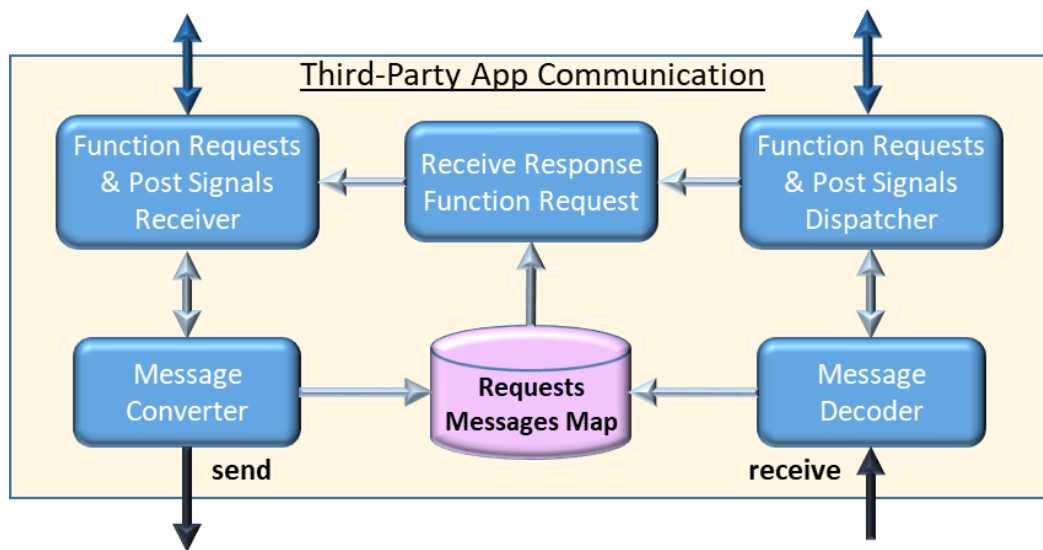 Third-Party App Communication
Function Requests
& Post Signals
Receiver
Receive Response
Function Request
Function Requests
& Post Signals
Dispatcher
Message
Converter
Requests
Messages Map
Message
Decoder
send
receive